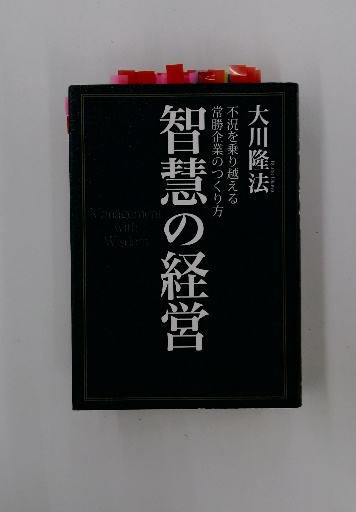 大川隆法
不況を乗り越える
常勝企業のつくり方
智慧の経営
Management
with
Wisdom